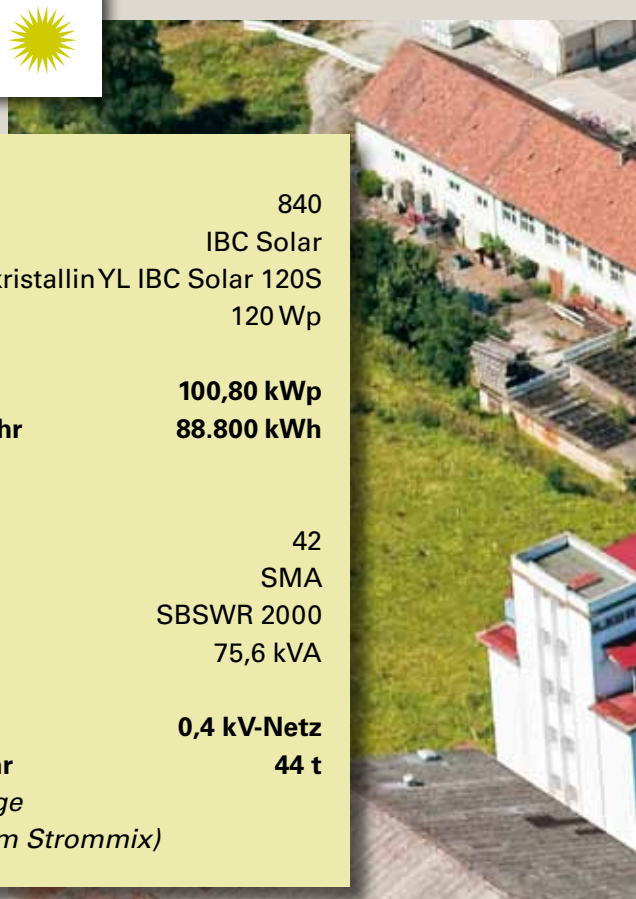 840
IBC Solar
kristallin YL IBC Solar 120S
120 Wp
100,80 kWp
hr 88.800 kWh
42
SMA
SBSWR 2000
75,6 kVA
0,4 kV-Netz
hr 44 t
ge
m Strommix)